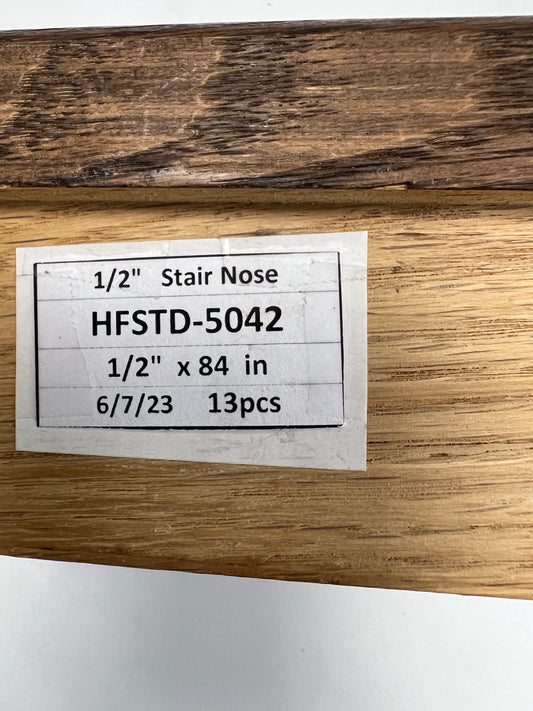 1/2" Stair Nose
HFSTD-5042
1/2" x 84 in
6/7/23 13pcs